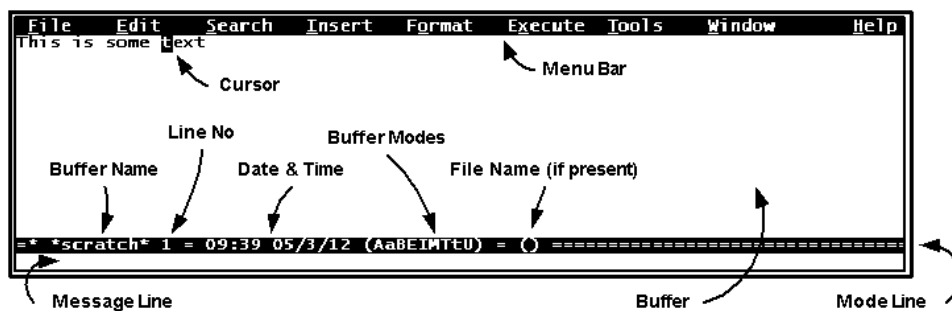 File Edit Search Insert Format Execute Tools Window Help
This is some text
Menu Bar
Cursor
Line No
Buffer Modes
Buffer Name
Date & Time
File Name (if present)
=* *scratch* 1 = 09:39 05/3/12 (AaBEIMTtU) = () ========================================
Message Line
Buffer
Mode Line